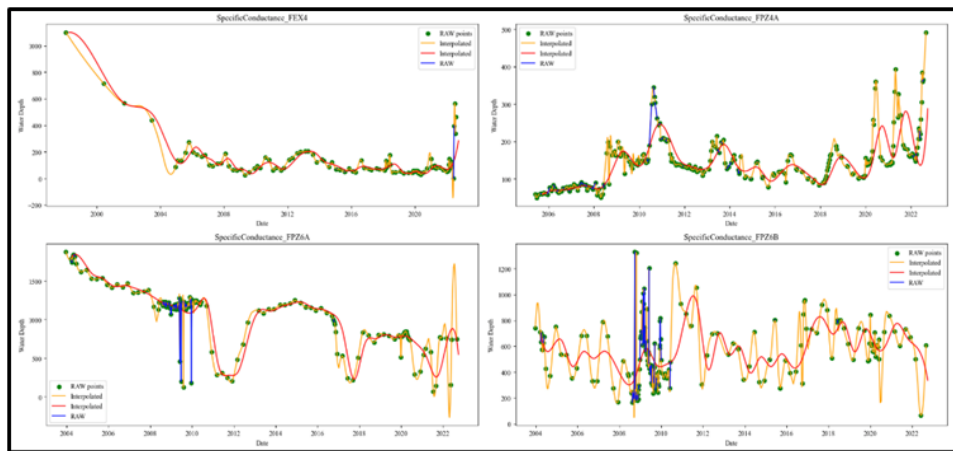 SpecificConductance_FEX4
1000
800
600
400
200
0
−200
Water Depth
2000
2004
2008
2012
2016
2020
Date
RAW points
Interpolated
Interpolated
RAW
SpecificConductance_FPZ4A
500
400
300
200
100
Water Depth
2006
2008
2010
2012
2014
2016
2018
2020
2022
Date
RAW points
Interpolated
Interpolated
RAW
SpecificConductance_FPZ6A
1500
1000
500
0
Water Depth
2004
2006
2008
2010
2012
2014
2016
2018
2020
2022
Date
RAW points
Interpolated
Interpolated
RAW
SpecificConductance_FPZ6B
1200
1000
800
600
400
200
0
Water Depth
2004
2006
2008
2010
2012
2014
2016
2018
2020
2022
Date
RAW points
Interpolated
Interpolated
RAW